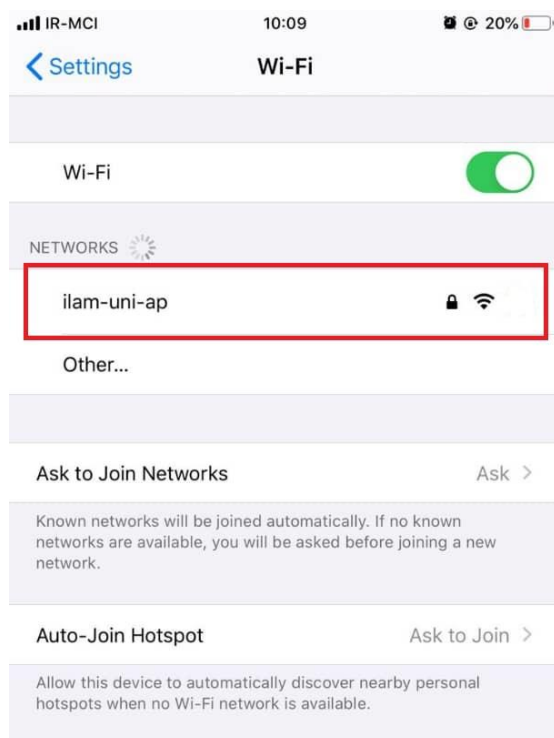 IR-MCI 10:09 20%
Settings Wi-Fi
Wi-Fi
NETWORKS
ilam-uni-ap
Other...
Ask to Join Networks Ask
Known networks will be joined automatically. If no known
networks are available, you will be asked before joining a new
network.
Auto-Join Hotspot Ask to Join
Allow this device to automatically discover nearby personal
hotspots when no Wi-Fi network is available.